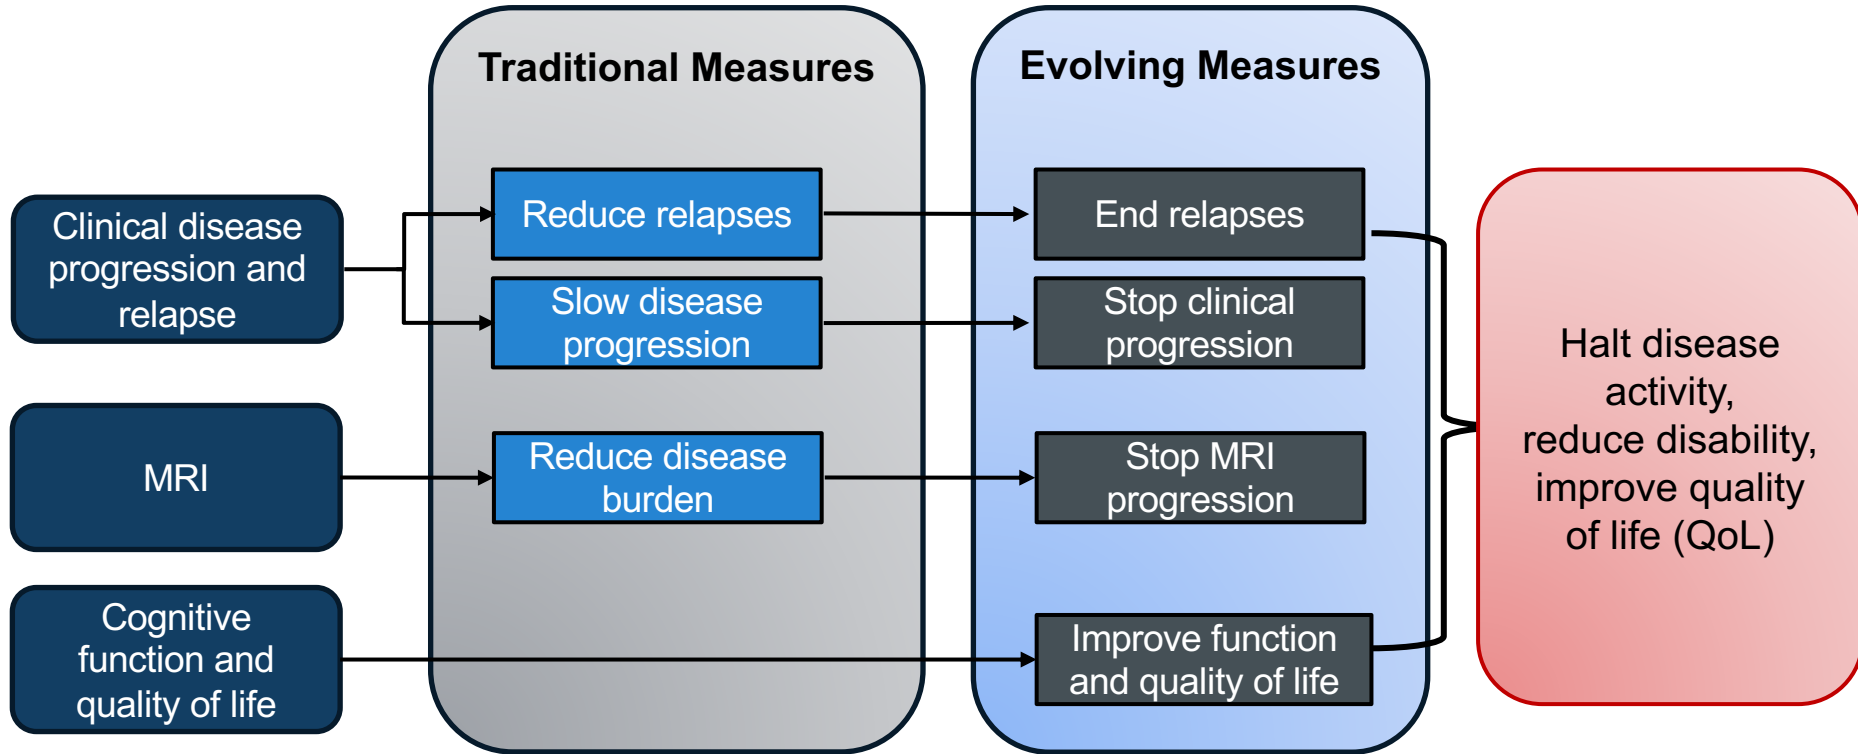 Traditional Measures
Evolving Measures
Clinical disease
progression and
relapse
Reduce relapses
End relapses
Slow disease
progression
Stop clinical
progression
MRI
Reduce disease
burden
Stop MRI
progression
Cognitive
function and
quality of life
Improve function
and quality of life
Halt disease
activity,
reduce disability,
improve quality
of life (QoL)